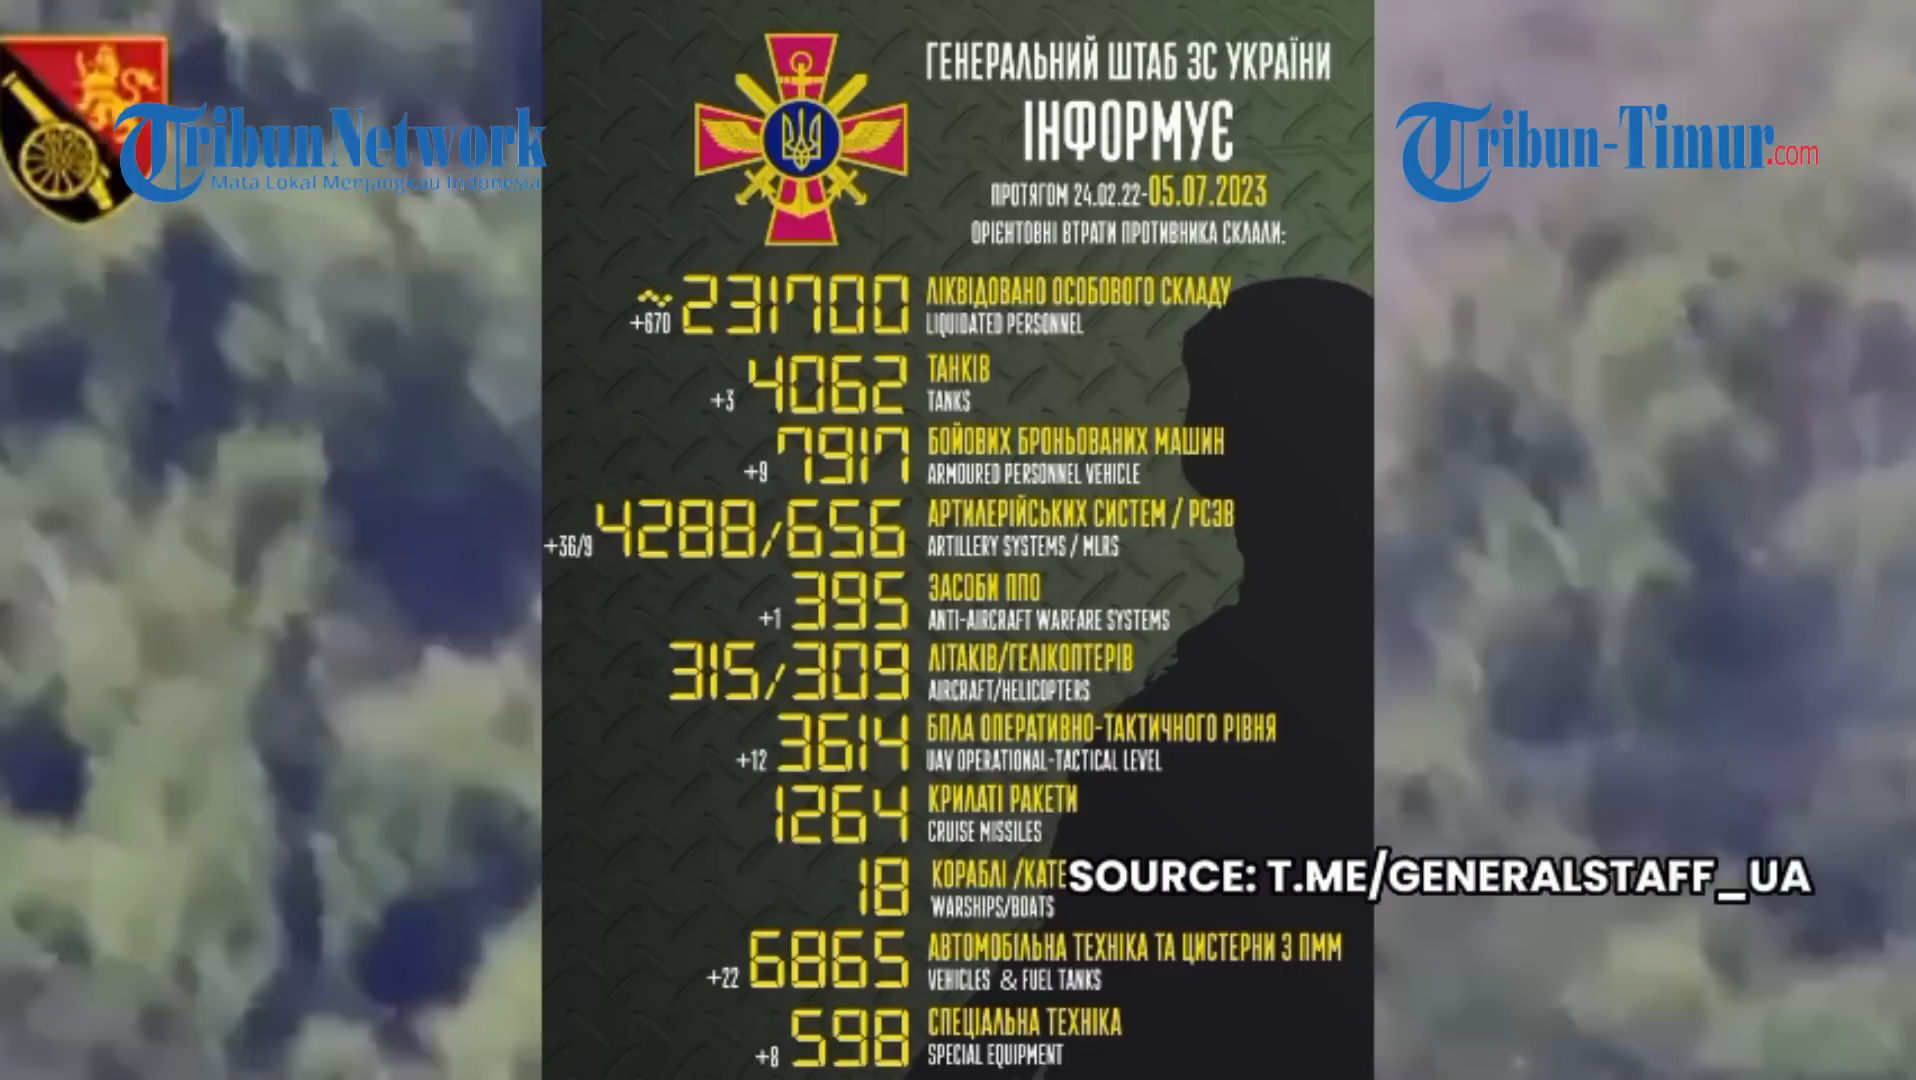 TribunNetwork
Mata Lokal Menjangkau Indonesia
Tribun-Timur.com
ГЕНЕРАЛЬНИЙ ШТАБ ЗС УКРАЇНИ
ІНФОРМУЄ
ПРОТЯГОМ 24.02.22-05.07.2023
ОРІЄНТОВНІ ВТРАТИ ПРОТИВНИКА СКЛАЛИ:
+670 ~231700 ЛІКВІДОВАНО ОСОБОВОГО СКЛАДУ
LIQUIDATED PERSONNEL
+3 4062 ТАНКІВ
TANKS
+9 7917 БОЙОВИХ БРОНЬОВАНИХ МАШИН
ARMOURED PERSONNEL VEHICLE
+36/9 4288/656 АРТИЛЕРІЙСЬКИХ СИСТЕМ / РСЗВ
ARTILLERY SYSTEMS / MLRS
+1 395 ЗАСОБИ ППО
ANTI-AIRCRAFT WARFARE SYSTEMS
315/309 ЛІТАКІВ/ГЕЛІКОПТЕРІВ
AIRCRAFT/HELICOPTERS
+12 3614 БПЛА ОПЕРАТИВНО-ТАКТИЧНОГО РІВНЯ
UAV OPERATIONAL-TACTICAL LEVEL
1264 КРИЛАТІ РАКЕТИ
CRUISE MISSILES
18 КОРАБЛІ /КАТЕ
WARSHIPS/BOATS
SOURCE: T.ME/GENERALSTAFF_UA
+22 6865 АВТОМОБІЛЬНА ТЕХНІКА ТА ЦИСТЕРНИ З ПММ
VEHICLES & FUEL TANKS
+8 598 СПЕЦІАЛЬНА ТЕХНІКА
SPECIAL EQUIPMENT